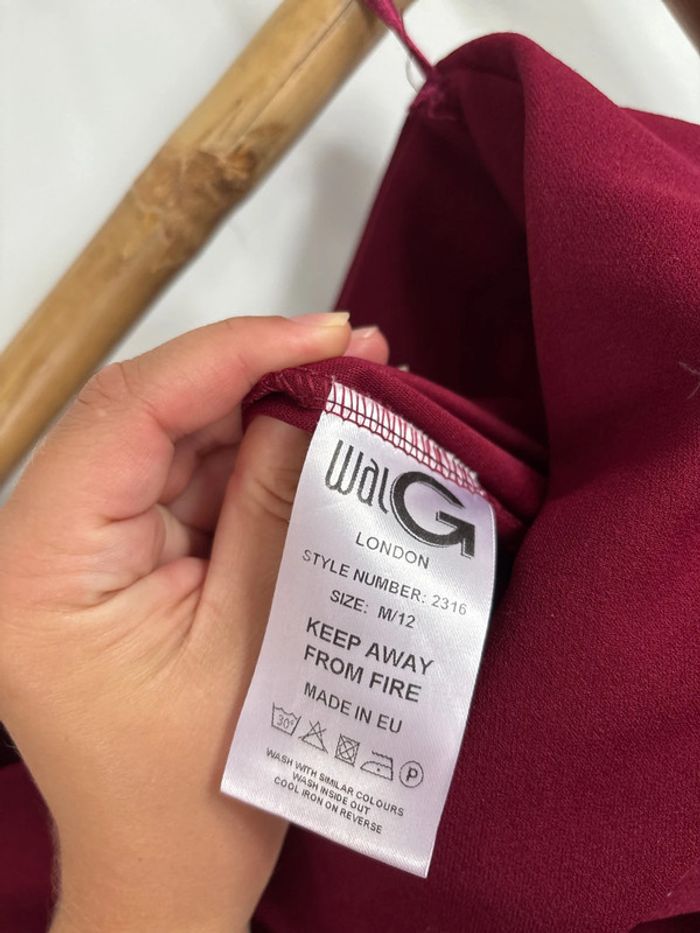 Wal G
LONDON
STYLE NUMBER: 2316
SIZE: M/12
KEEP AWAY
FROM FIRE
MADE IN EU
30°
P
WASH WITH SIMILAR COLOURS
WASH INSIDE OUT
COOL IRON ON REVERSE